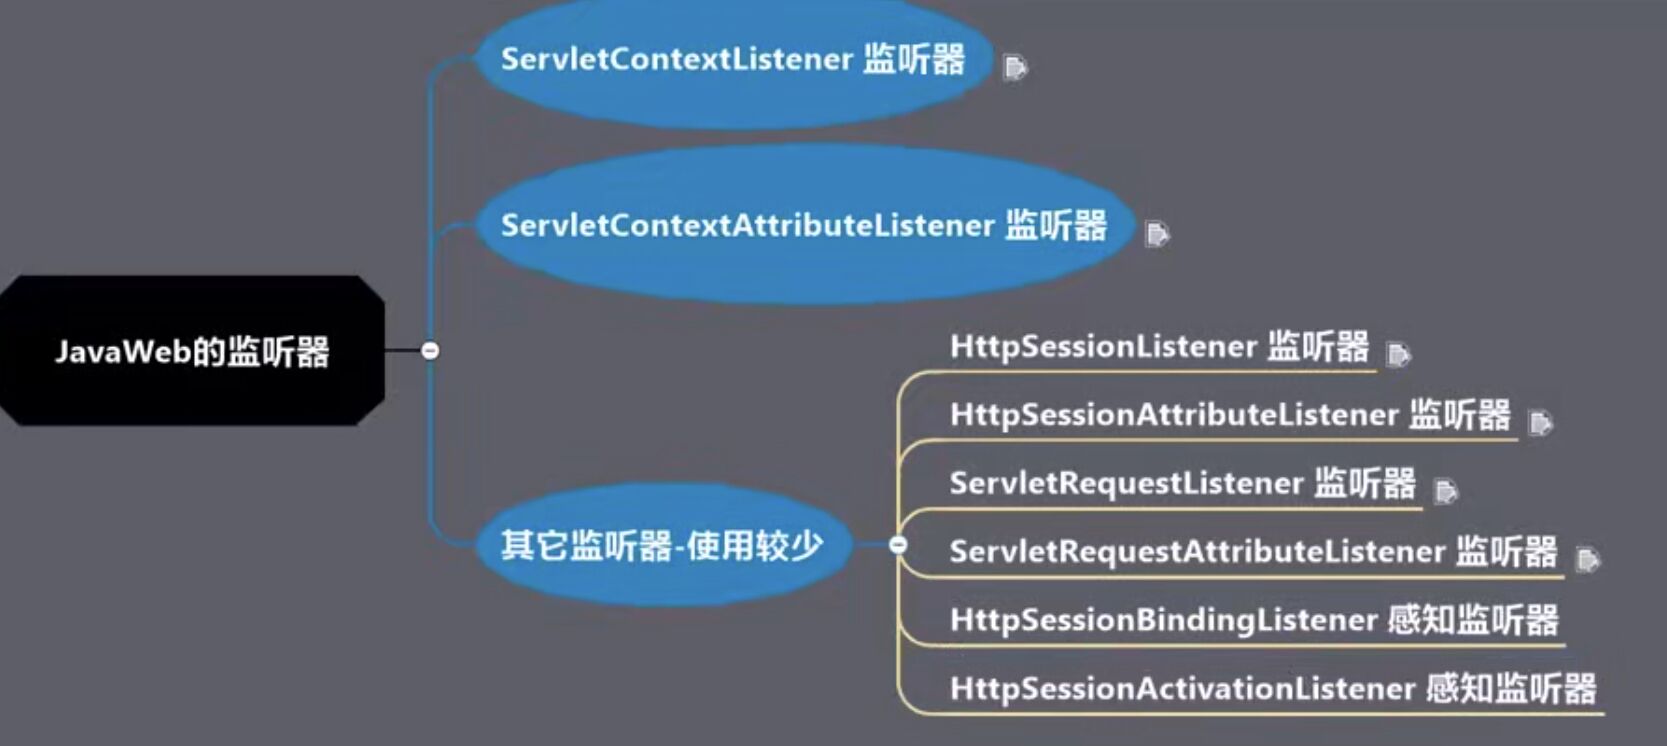 ServletContextListener 监听器
ServletContextAttributeListener 监听器
JavaWeb的监听器
其它监听器-使用较少
HttpSessionListener 监听器
HttpSessionAttributeListener 监听器
ServletRequestListener 监听器
ServletRequestAttributeListener 监听器
HttpSessionBindingListener 感知监听器
HttpSessionActivationListener 感知监听器